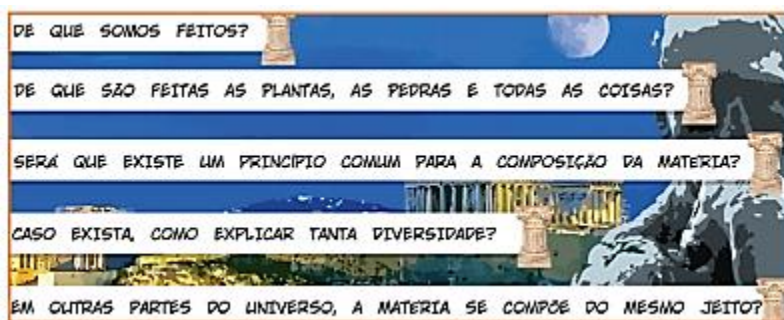 DE QUE SOMOS FEITOS?
DE QUE SÃO FEITAS AS PLANTAS, AS PEDRAS E TODAS AS COISAS?
SERÁ QUE EXISTE UM PRINCÍPIO COMUM PARA A COMPOSIÇÃO DA MATERIA?
CASO EXISTA, COMO EXPLICAR TANTA DIVERSIDADE?
EM OUTRAS PARTES DO UNIVERSO, A MATERIA SE COMPÕE DO MESMO JEITO?